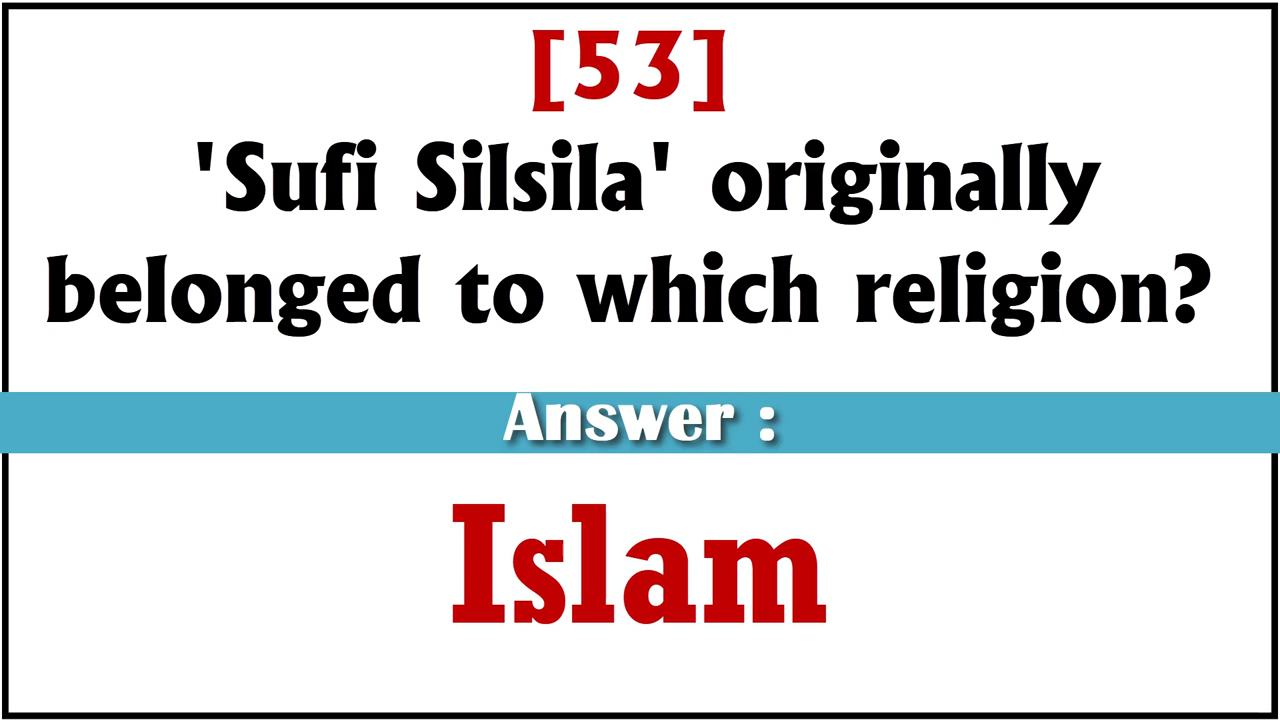 [53]
'Sufi Silsila' originally
belonged to which religion?
Answer :
Islam